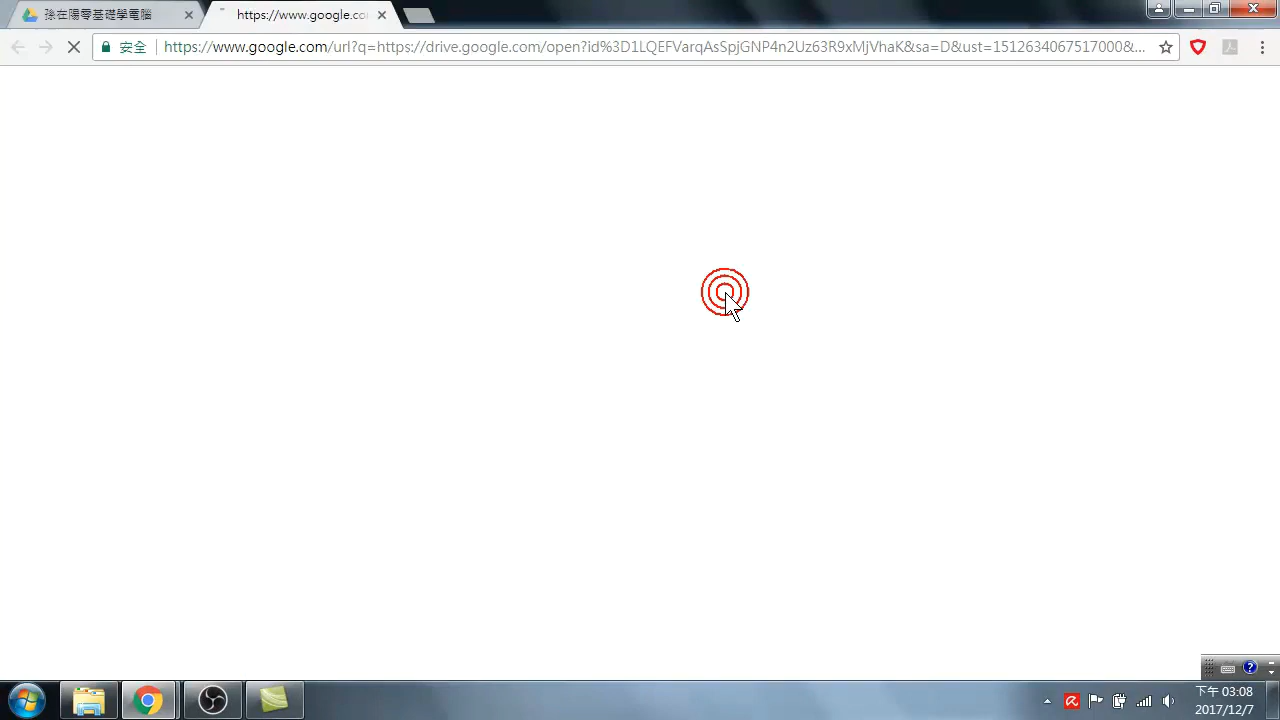 孫在陽零基礎學電腦
https://www.google.co
安全
https://www.google.com/url?q=https://drive.google.com/open?id%3D1LQEFVarqAsSpjGNP4n2Uz63R9xMjVhaK&sa=D&ust=1512634067517000&...
下午 03:08
2017/12/7